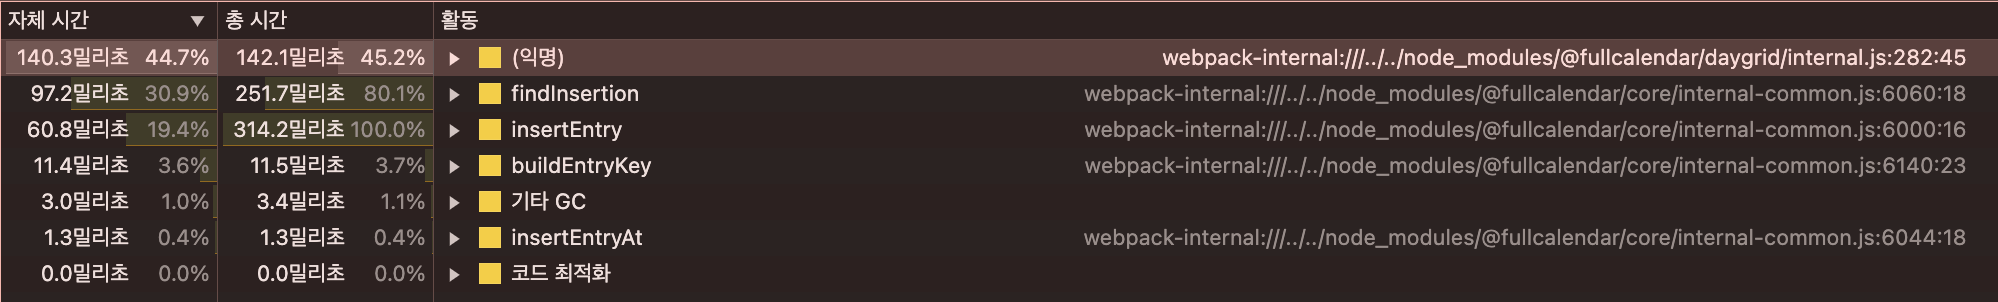 자체 시간 ▼ 총 시간 활동
140.3밀리초 44.7% 142.1밀리초 45.2% ▶ (익명) webpack-internal:///../../node_modules/@fullcalendar/daygrid/internal.js:282:45
97.2밀리초 30.9% 251.7밀리초 80.1% ▶ findInsertion webpack-internal:///../../node_modules/@fullcalendar/core/internal-common.js:6060:18
60.8밀리초 19.4% 314.2밀리초 100.0% ▶ insertEntry webpack-internal:///../../node_modules/@fullcalendar/core/internal-common.js:6000:16
11.4밀리초 3.6% 11.5밀리초 3.7% ▶ buildEntryKey webpack-internal:///../../node_modules/@fullcalendar/core/internal-common.js:6140:23
3.0밀리초 1.0% 3.4밀리초 1.1% ▶ 기타 GC
1.3밀리초 0.4% 1.3밀리초 0.4% ▶ insertEntryAt webpack-internal:///../../node_modules/@fullcalendar/core/internal-common.js:6044:18
0.0밀리초 0.0% 0.0밀리초 0.0% ▶ 코드 최적화